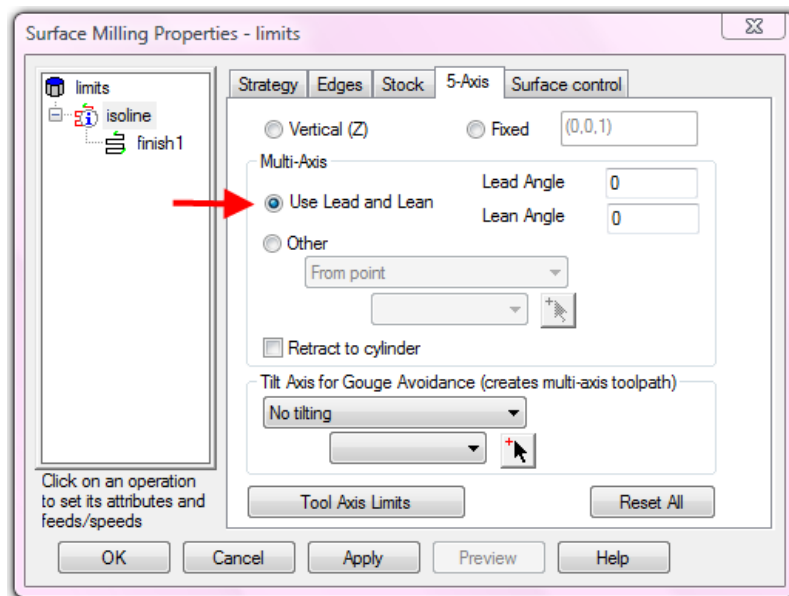 Surface Milling Properties - limits
limits
isoline
finish1
Click on an operation
to set its attributes and
feeds/speeds
Strategy Edges Stock 5-Axis Surface control
Vertical (Z) Fixed (0,0,1)
Multi-Axis
Use Lead and Lean
Lead Angle 0
Lean Angle 0
Other
From point
Retract to cylinder
Tilt Axis for Gouge Avoidance (creates multi-axis toolpath)
No tilting
Tool Axis Limits Reset All
OK Cancel Apply Preview Help